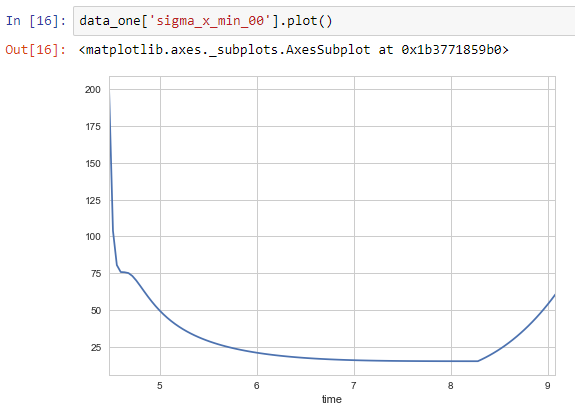 In [16]: data_one['sigma_x_min_00'].plot()
Out[16]: <matplotlib.axes._subplots.AxesSubplot at 0x1b3771859b0>
200
175
150
125
100
75
50
25
5 6 7 8 9
time